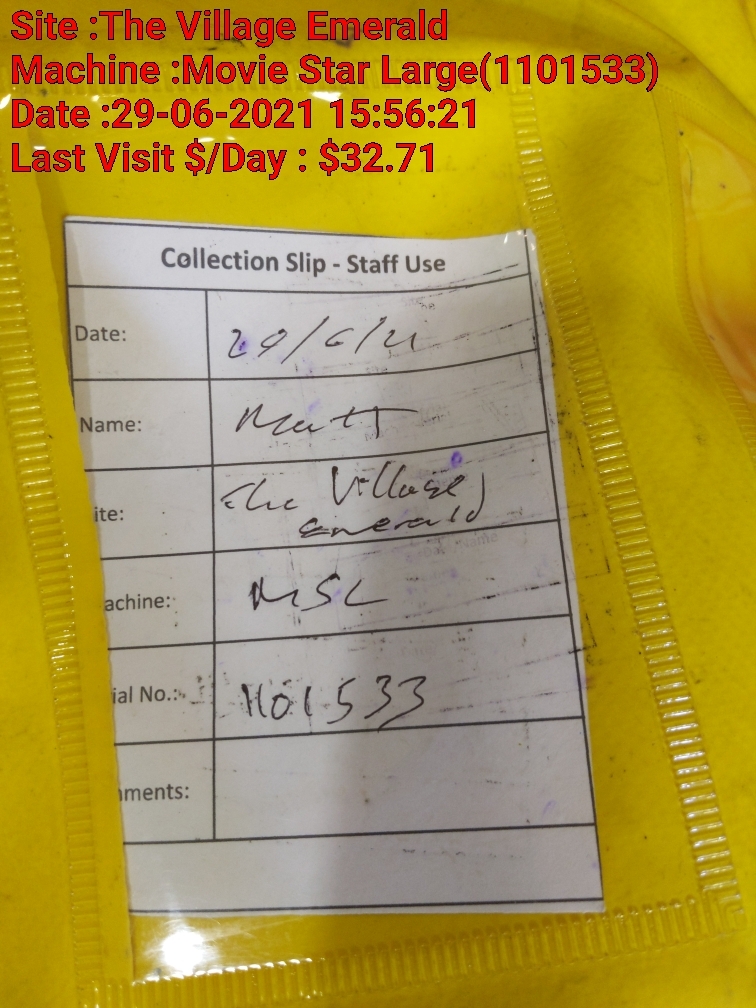 Site :The Village Emerald
Machine :Movie Star Large(1101533)
Date :29-06-2021 15:56:21
Last Visit $/Day : $32.71
Collection Slip - Staff Use
Date: 29/6/21
Name: Matt
ite: The Village
Emerald
achine: MSL
ial No.: 1101533
ments: